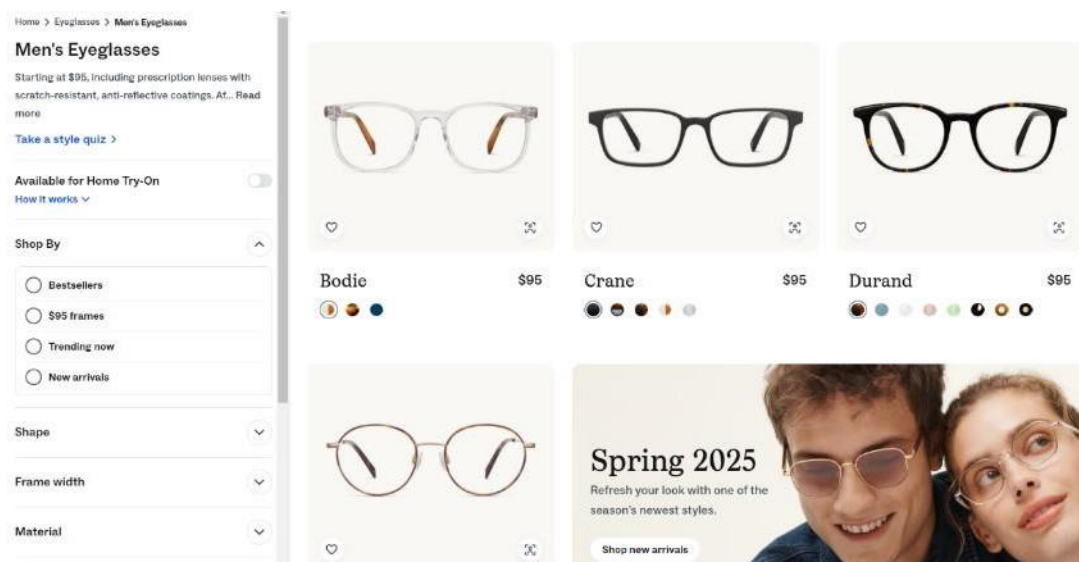 Home > Eyeglasses > Men's Eyeglasses
Men's Eyeglasses
Starting at $95, including prescription lenses with
scratch-resistant, anti-reflective coatings. Af... Read
more
Take a style quiz >
Available for Home Try-On
How it works
Shop By
Bestsellers
$95 frames
Trending now
New arrivals
Shape
Frame width
Material
Bodie $95
Crane $95
Durand $95
Spring 2025
Refresh your look with one of the
season's newest styles.
Shop new arrivals